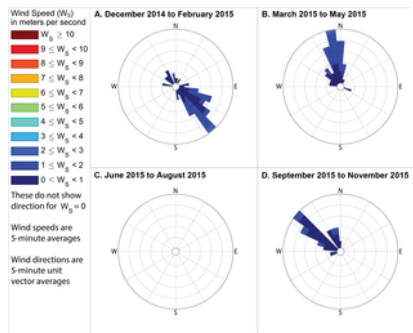 Wind Speed (Wₛ)
in meters per second
Wₛ ≥ 10
9 ≤ Wₛ < 10
8 ≤ Wₛ < 9
7 ≤ Wₛ < 8
6 ≤ Wₛ < 7
5 ≤ Wₛ < 6
4 ≤ Wₛ < 5
3 ≤ Wₛ < 4
2 ≤ Wₛ < 3
1 ≤ Wₛ < 2
0 < Wₛ < 1
These do not show
direction for Wₛ = 0
Wind speeds are
5-minute averages
Wind directions are
5-minute unit
vector averages
A. December 2014 to February 2015
N
W
E
S
B. March 2015 to May 2015
N
W
E
S
C. June 2015 to August 2015
N
W
E
S
D. September 2015 to November 2015
N
W
E
S